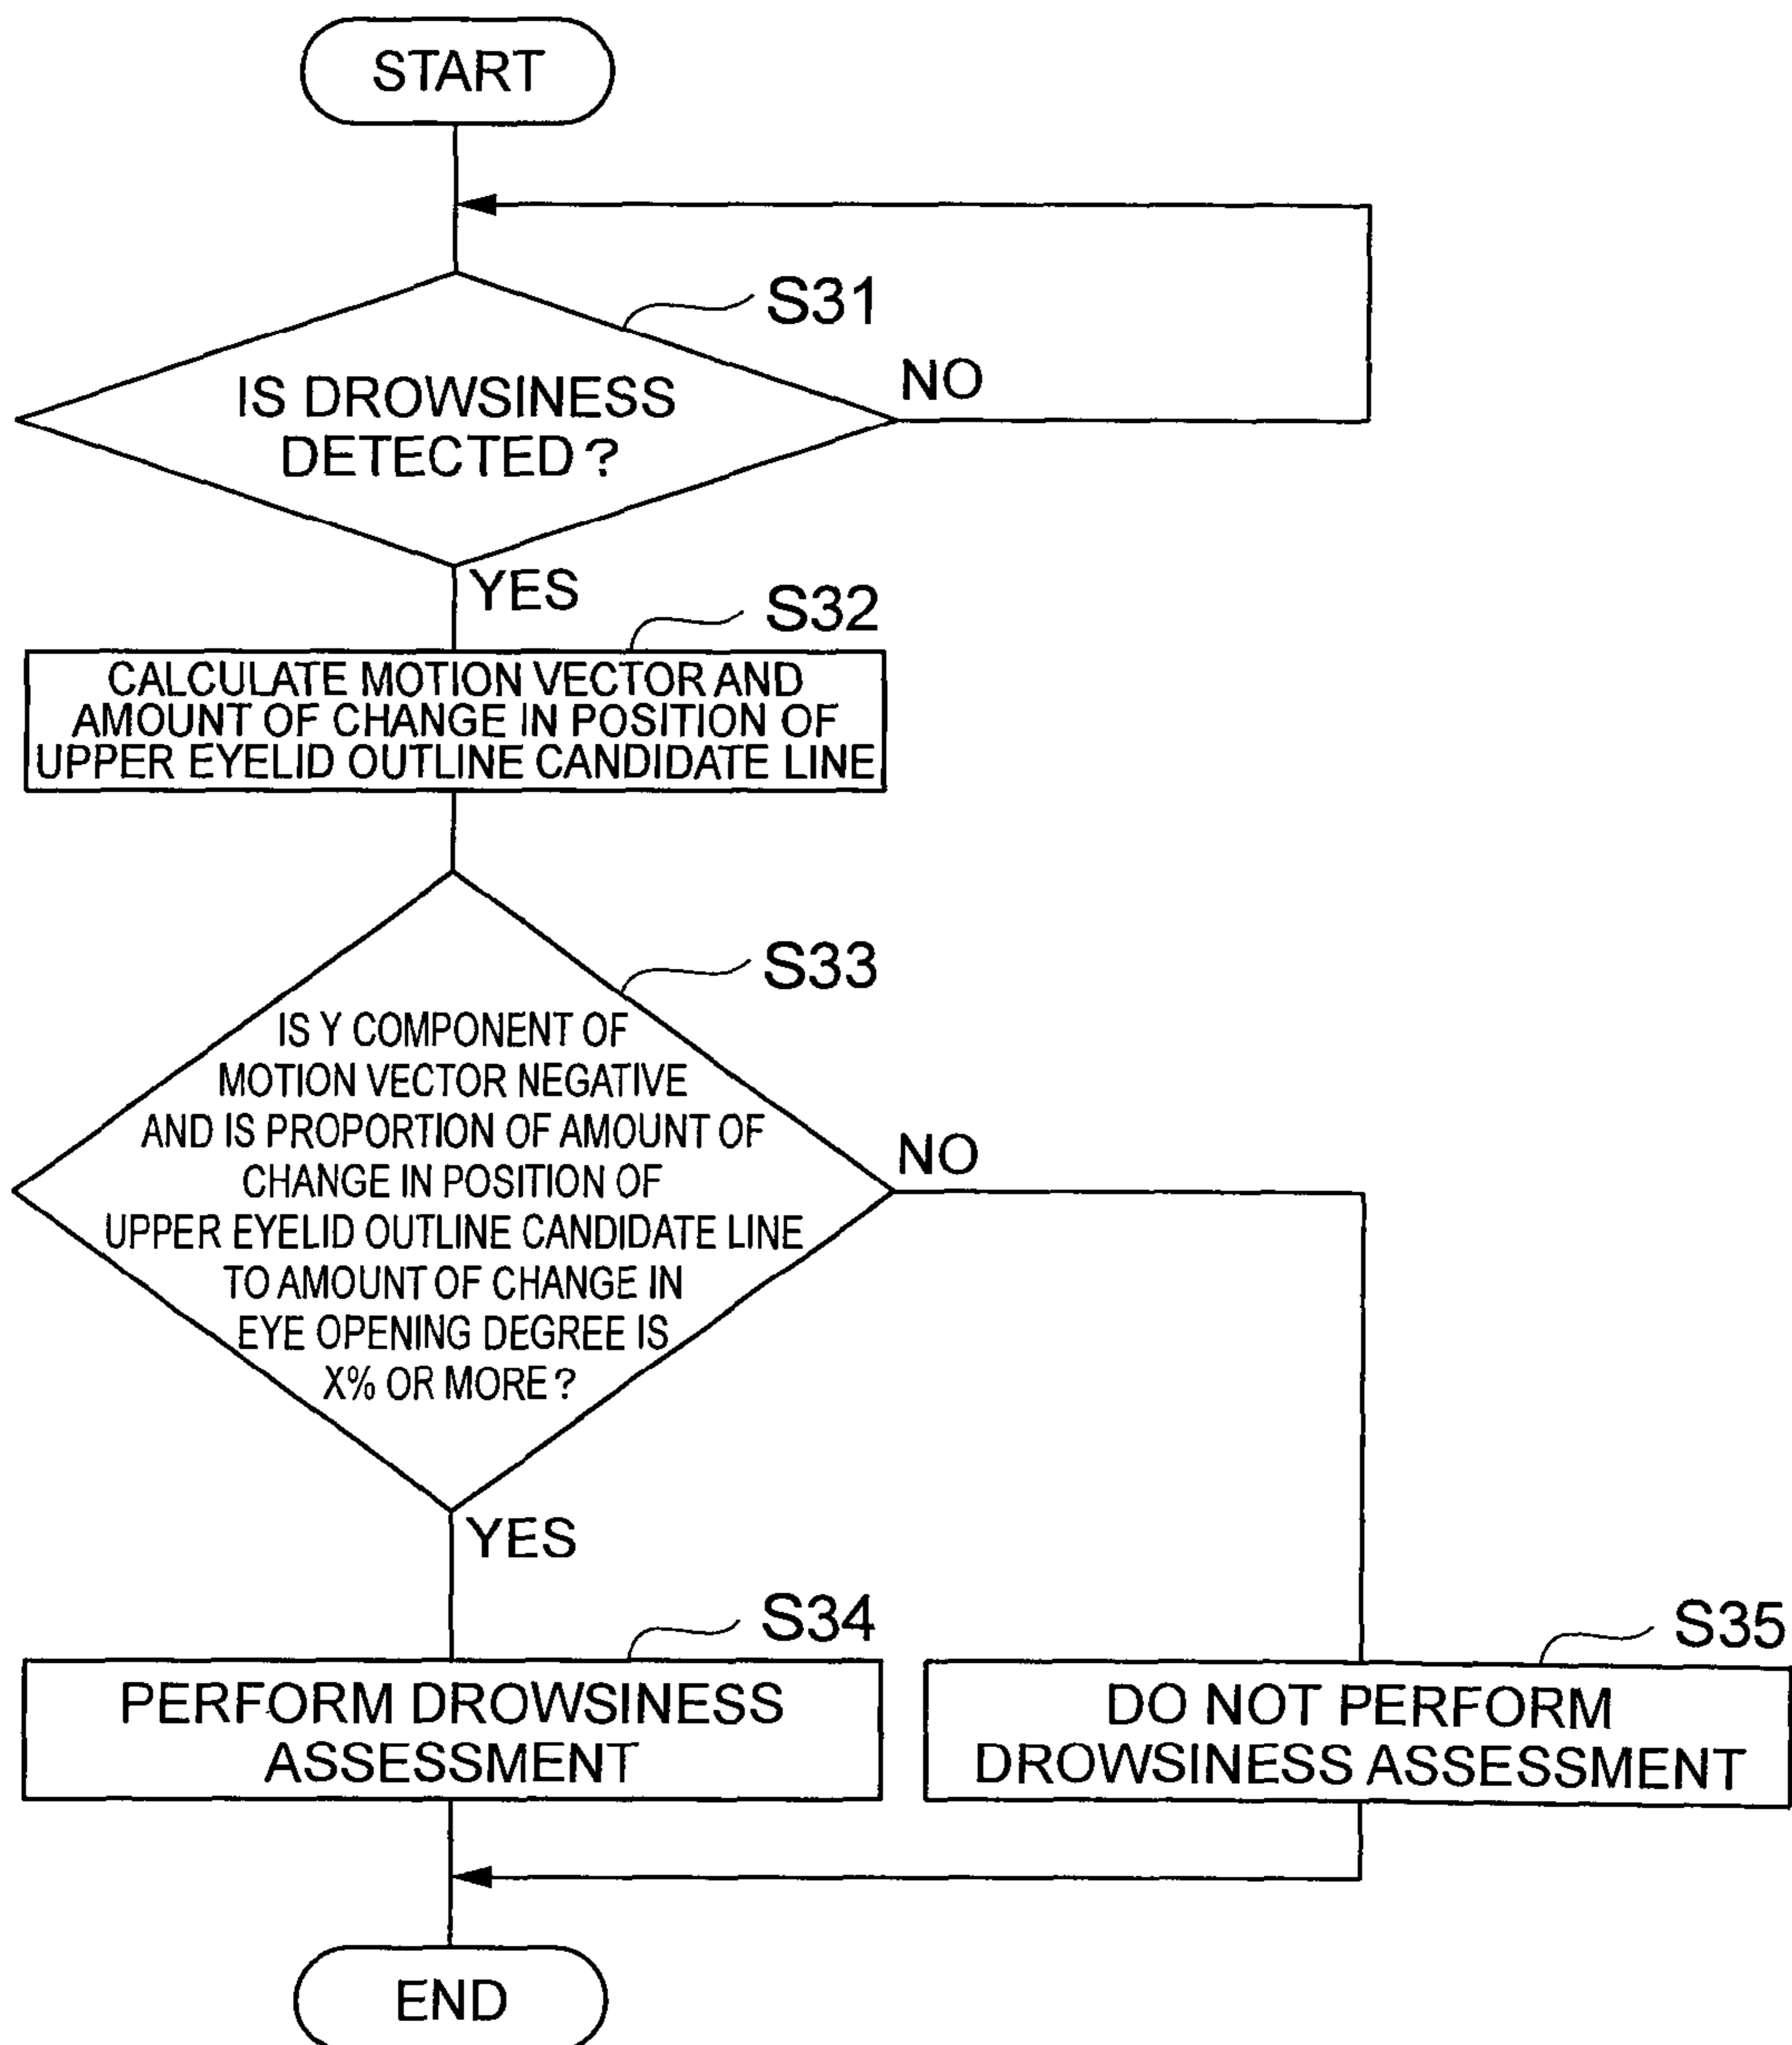 START
S31
IS DROWSINESS
DETECTED ?
NO
YES
S32
CALCULATE MOTION VECTOR AND
AMOUNT OF CHANGE IN POSITION OF
UPPER EYELID OUTLINE CANDIDATE LINE
S33
IS Y COMPONENT OF
MOTION VECTOR NEGATIVE
AND IS PROPORTION OF AMOUNT OF
CHANGE IN POSITION OF
UPPER EYELID OUTLINE CANDIDATE LINE
TO AMOUNT OF CHANGE IN
EYE OPENING DEGREE IS
X% OR MORE ?
NO
YES
S34
PERFORM DROWSINESS
ASSESSMENT
S35
DO NOT PERFORM
DROWSINESS ASSESSMENT
END